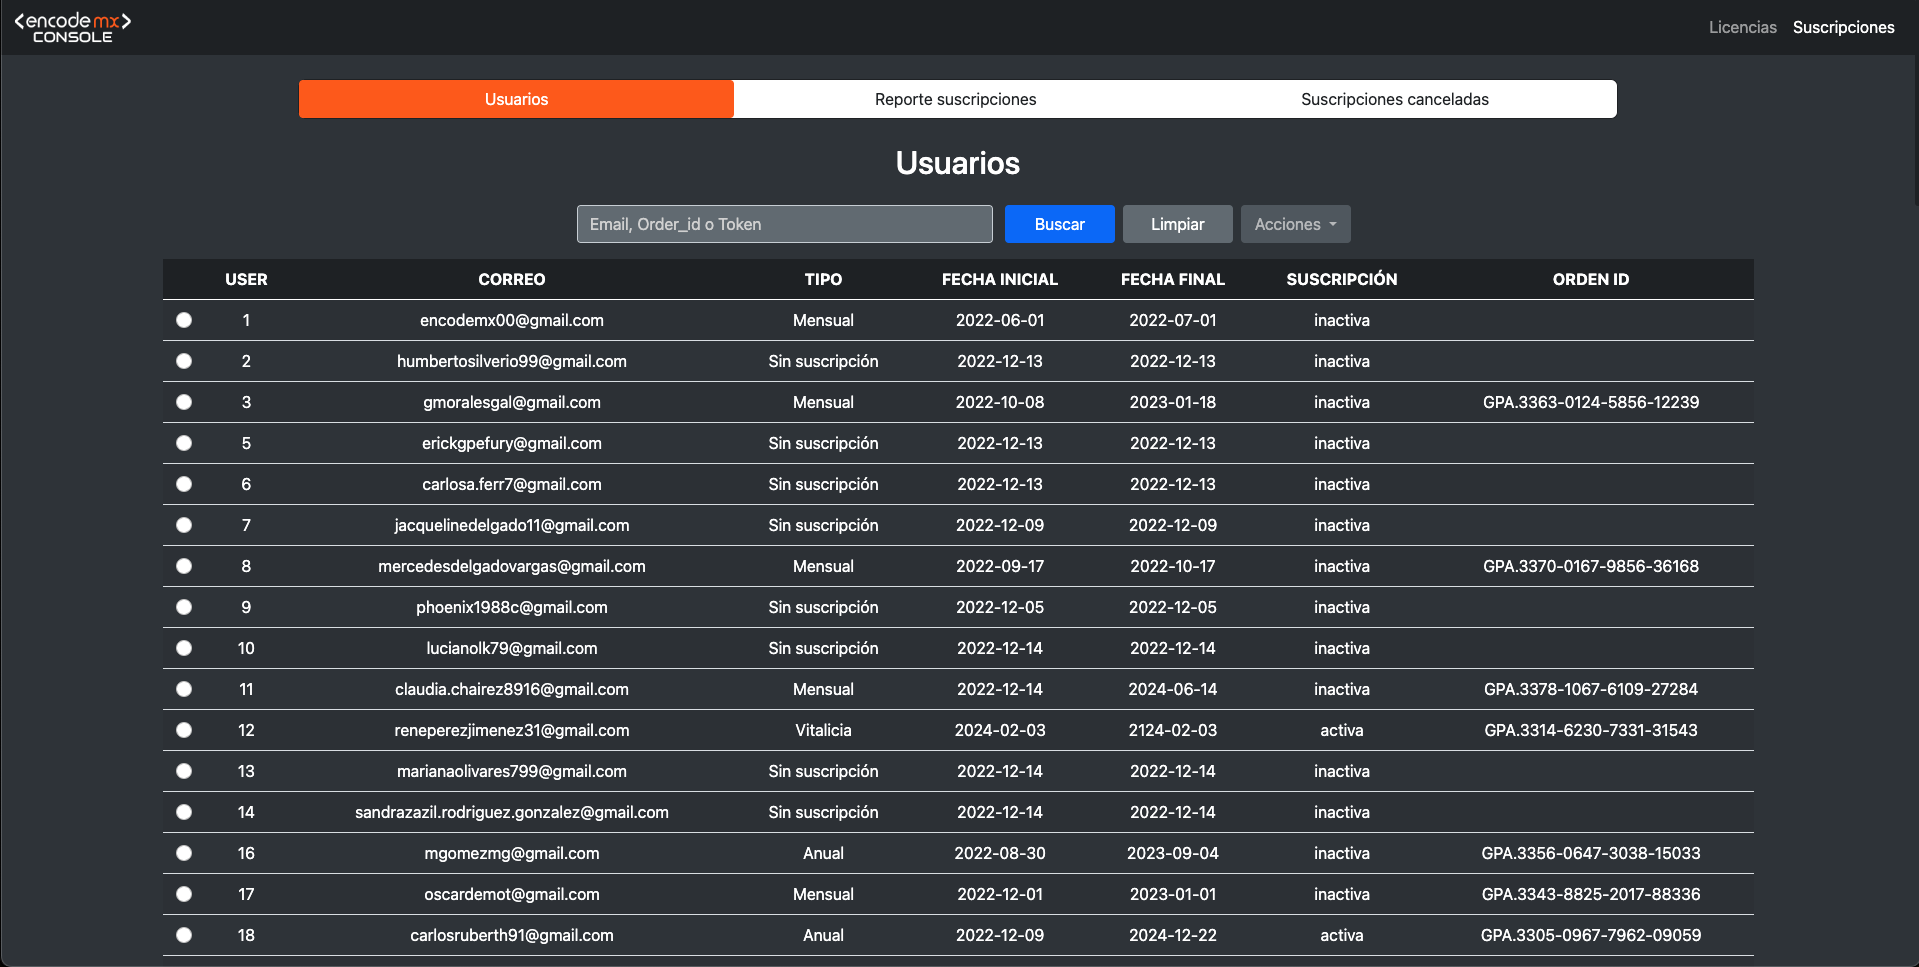 <encodemx>
CONSOLE
Licencias Suscripciones
Usuarios Reporte suscripciones Suscripciones canceladas
Usuarios
Email, Order_id o Token Buscar Limpiar Acciones
USER CORREO TIPO FECHA INICIAL FECHA FINAL SUSCRIPCIÓN ORDEN ID
1 encodemx00@gmail.com Mensual 2022-06-01 2022-07-01 inactiva
2 humbertosilverio99@gmail.com Sin suscripción 2022-12-13 2022-12-13 inactiva
3 gmoralesgal@gmail.com Mensual 2022-10-08 2023-01-18 inactiva GPA.3363-0124-5856-12239
5 erickgpefury@gmail.com Sin suscripción 2022-12-13 2022-12-13 inactiva
6 carlosa.ferr7@gmail.com Sin suscripción 2022-12-13 2022-12-13 inactiva
7 jacquelinedelgado11@gmail.com Sin suscripción 2022-12-09 2022-12-09 inactiva
8 mercedesdelgadovargas@gmail.com Mensual 2022-09-17 2022-10-17 inactiva GPA.3370-0167-9856-36168
9 phoenix1988c@gmail.com Sin suscripción 2022-12-05 2022-12-05 inactiva
10 lucianolk79@gmail.com Sin suscripción 2022-12-14 2022-12-14 inactiva
11 claudia.chairez8916@gmail.com Mensual 2022-12-14 2024-06-14 inactiva GPA.3378-1067-6109-27284
12 reneperezjimenez31@gmail.com Vitalicia 2024-02-03 2124-02-03 activa GPA.3314-6230-7331-31543
13 marianaolivares799@gmail.com Sin suscripción 2022-12-14 2022-12-14 inactiva
14 sandrazazil.rodriguez.gonzalez@gmail.com Sin suscripción 2022-12-14 2022-12-14 inactiva
16 mgomezmg@gmail.com Anual 2022-08-30 2023-09-04 inactiva GPA.3356-0647-3038-15033
17 oscardemot@gmail.com Mensual 2022-12-01 2023-01-01 inactiva GPA.3343-8825-2017-88336
18 carlosruberth91@gmail.com Anual 2022-12-09 2024-12-22 activa GPA.3305-0967-7962-09059